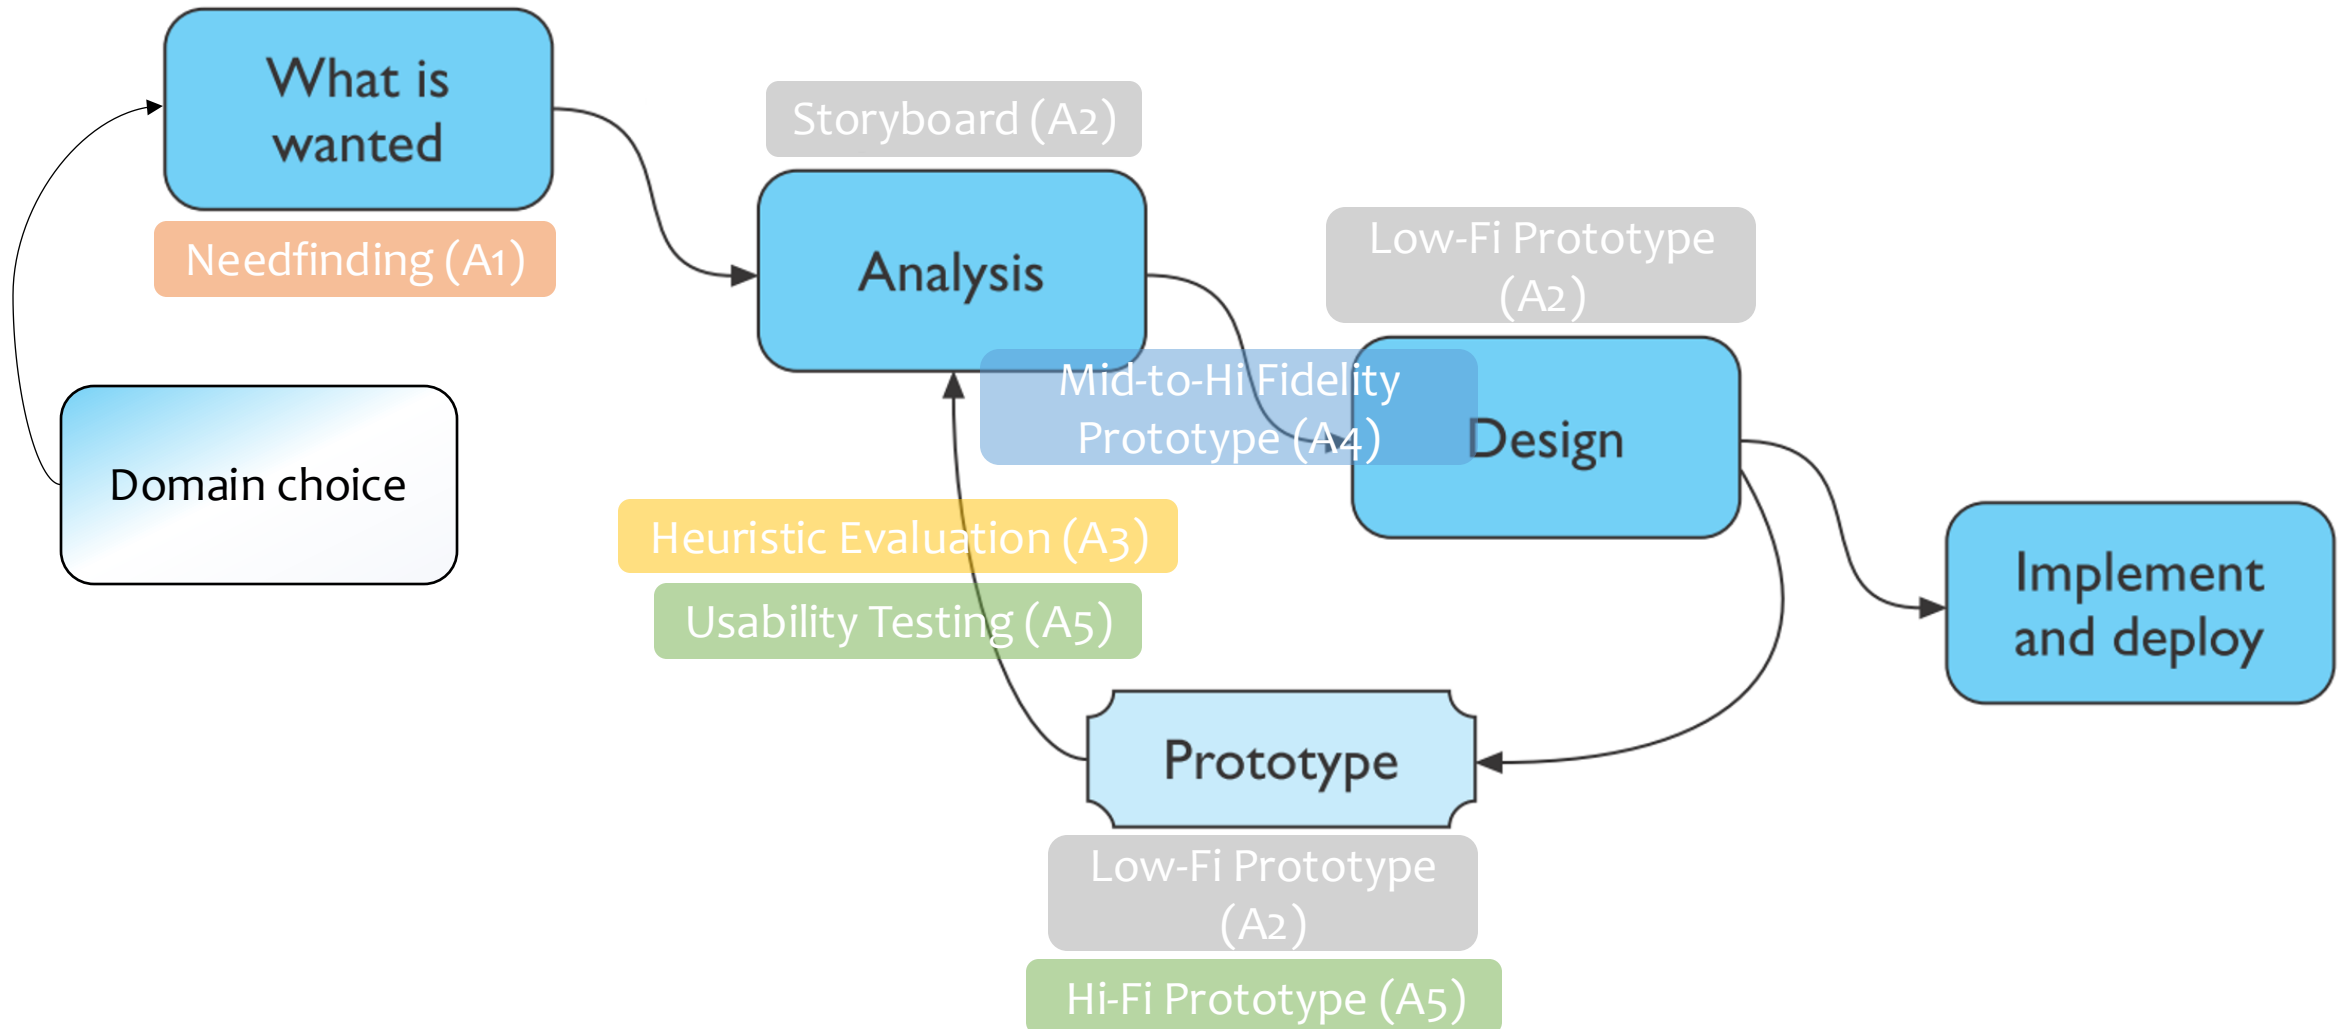 What is
wanted
Needfinding (A1)
Domain choice
Storyboard (A2)
Analysis
Low-Fi Prototype
(A2)
Mid-to-Hi Fidelity
Prototype (A4)
Design
Heuristic Evaluation (A3)
Usability Testing (A5)
Implement
and deploy
Prototype
Low-Fi Prototype
(A2)
Hi-Fi Prototype (A5)